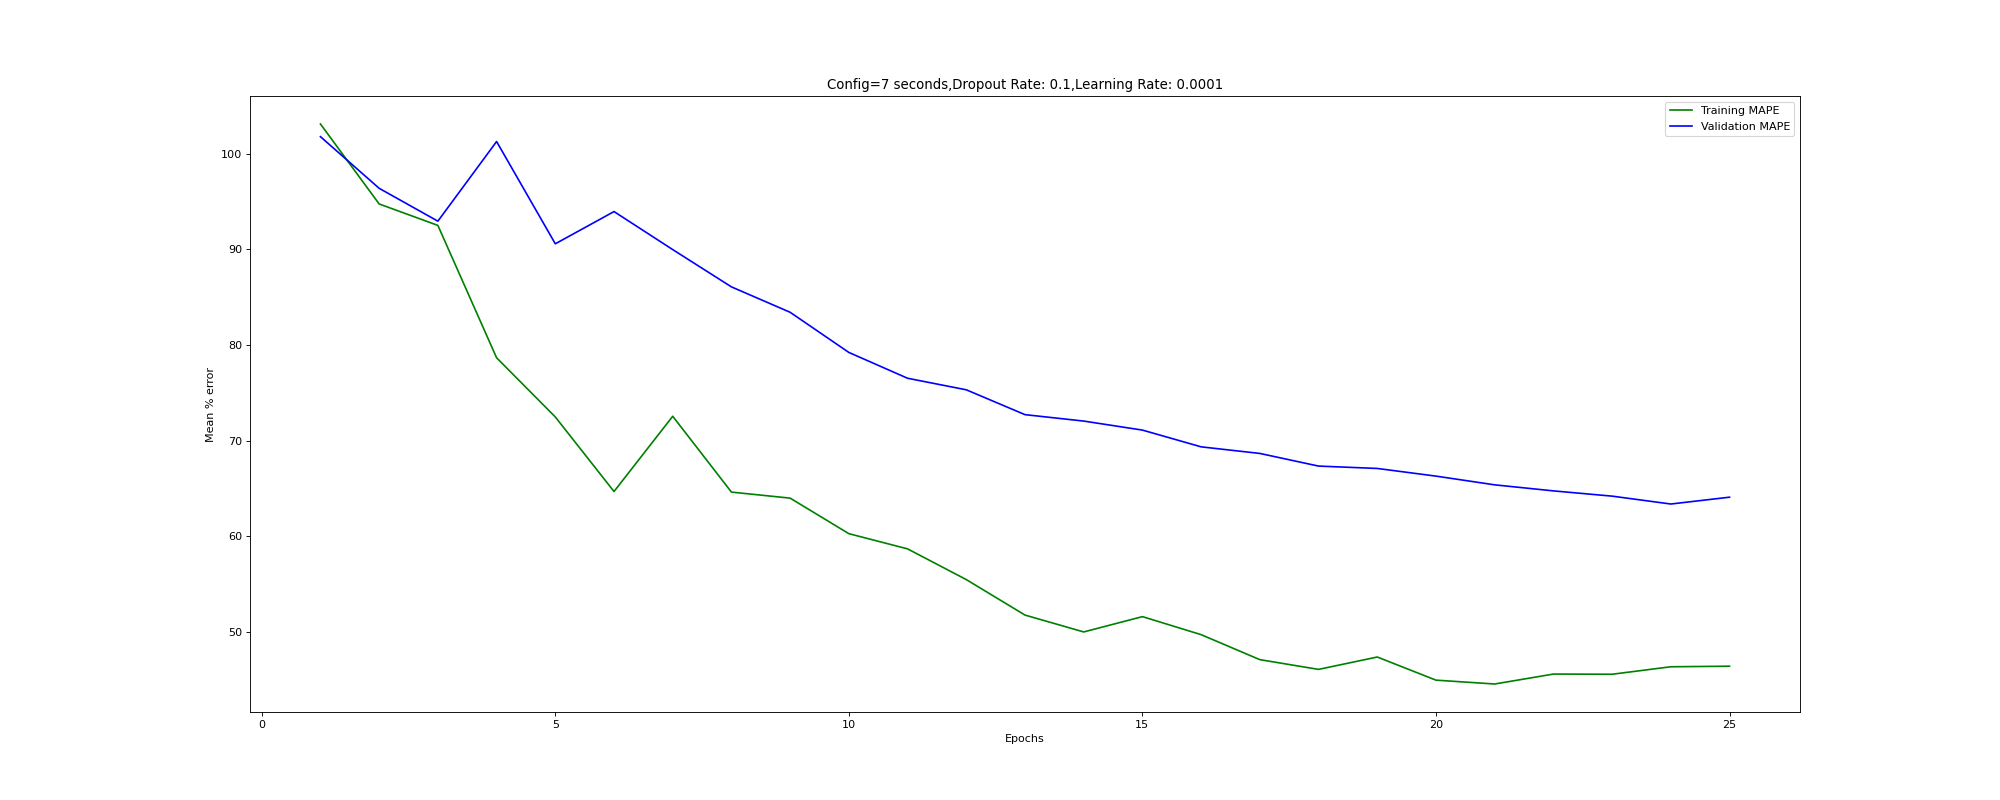 Config=7 seconds,Dropout Rate: 0.1,Learning Rate: 0.0001
Training MAPE
Validation MAPE
100
90
80
70
60
50
Mean % error
0 5 10 15 20 25
Epochs